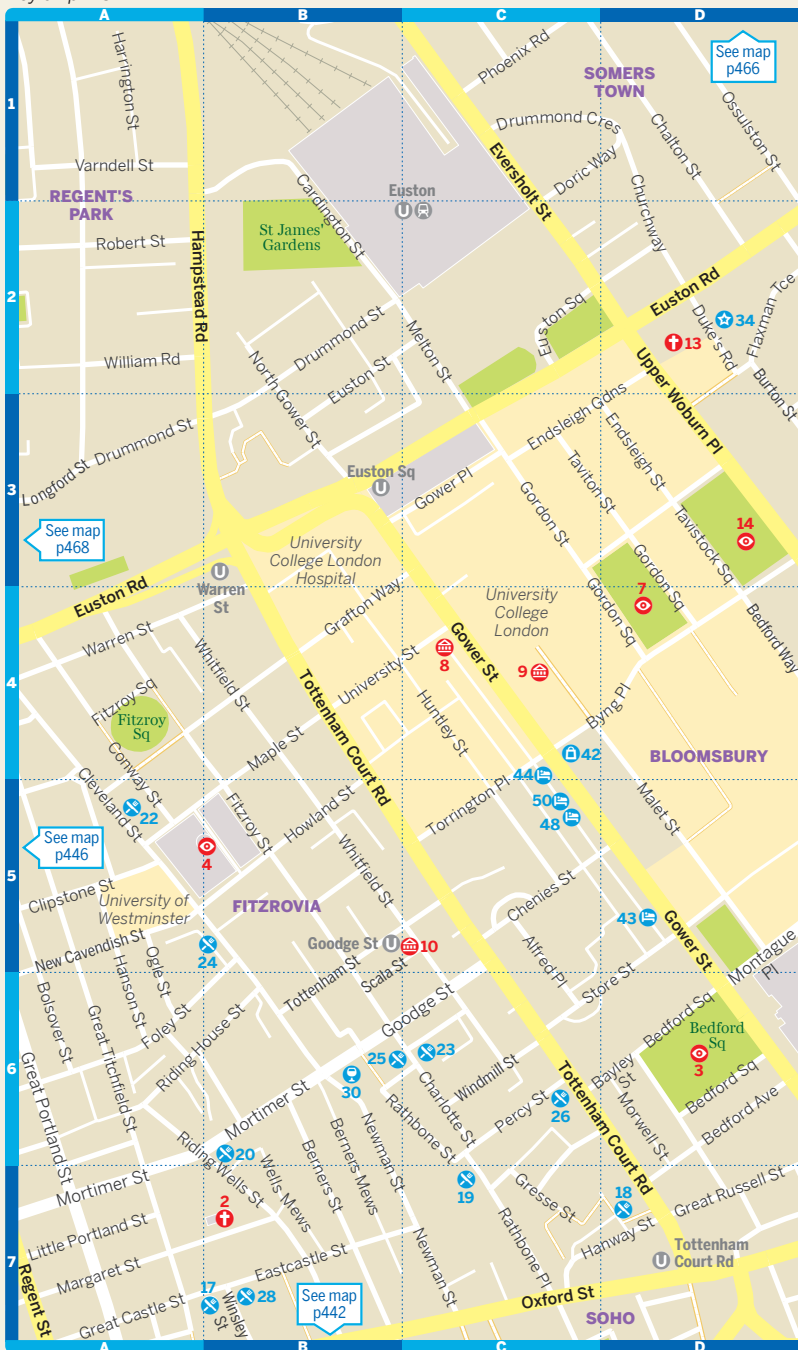 A B C D
1
Harrington St
Phoenix Rd
SOMERS
TOWN
See map
p466
Ossulston St
Drummond Cres
Chalton St
Varndell St
Eversholt St
Doric Way
REGENT'S
PARK
Cardington St
Euston
Churchway
2
Robert St
Hampstead Rd
St James'
Gardens
Euston Rd
Flaxman Tce
Euston Sq
34
13
Duke's Rd
Drummond St
Melton St
William Rd
North Gower St
Euston St
Upper Woburn Pl
Burton St
3
Drummond St
Longford St
Endsleigh Gdns
Endsleigh St
Taviton St
Euston Sq
Gower Pl
Gordon St
14
Tavistock Sq
See map
p468
University
College London
Hospital
Gordon Sq
7
Gordon Sq
Euston Rd
Warren
St
Grafton Way
University
College
London
Bedford Way
4
Warren St
Whitfield St
Gower St
8
9
University St
Fitzroy Sq
Fitzroy
Sq
Tottenham Court Rd
Huntley St
Byng Pl
Maple St
Conway St
42
BLOOMSBURY
44
Cleveland St
22
Fitzroy St
Howland St
Torrington Pl
50
48
Malet St
See map
p446
4
5
Whitfield St
Clipstone St
University of
Westminster
FITZROVIA
Chenies St
43
Gower St
New Cavendish St
24
Goodge St
10
Alfred Pl
Montague
Pl
Ogle St
Hanson St
Tottenham St
Scala St
Store St
Bolsover St
Foley St
Goodge St
Bedford Sq
Bedford
Sq
6
Great Titchfield St
Riding House St
25
23
3
Great Portland St
30
Windmill St
Bayley
St
Bedford Sq
Mortimer St
Charlotte St
Tottenham Court Rd
Rathbone St
Percy St
26
Morwell St
Bedford Ave
20
Newman St
Berners Mews
Berners St
Riding Wells St
Wells Mews
Mortimer St
2
19
Gresse St
18
Great Russell St
Little Portland St
Hanway St
7
Rathbone Pl
Tottenham
Court Rd
Margaret St
Eastcastle St
Newman St
Regent St
17
28
See map
p442
Great Castle St
Winsley
St
Oxford St
SOHO
A B C D